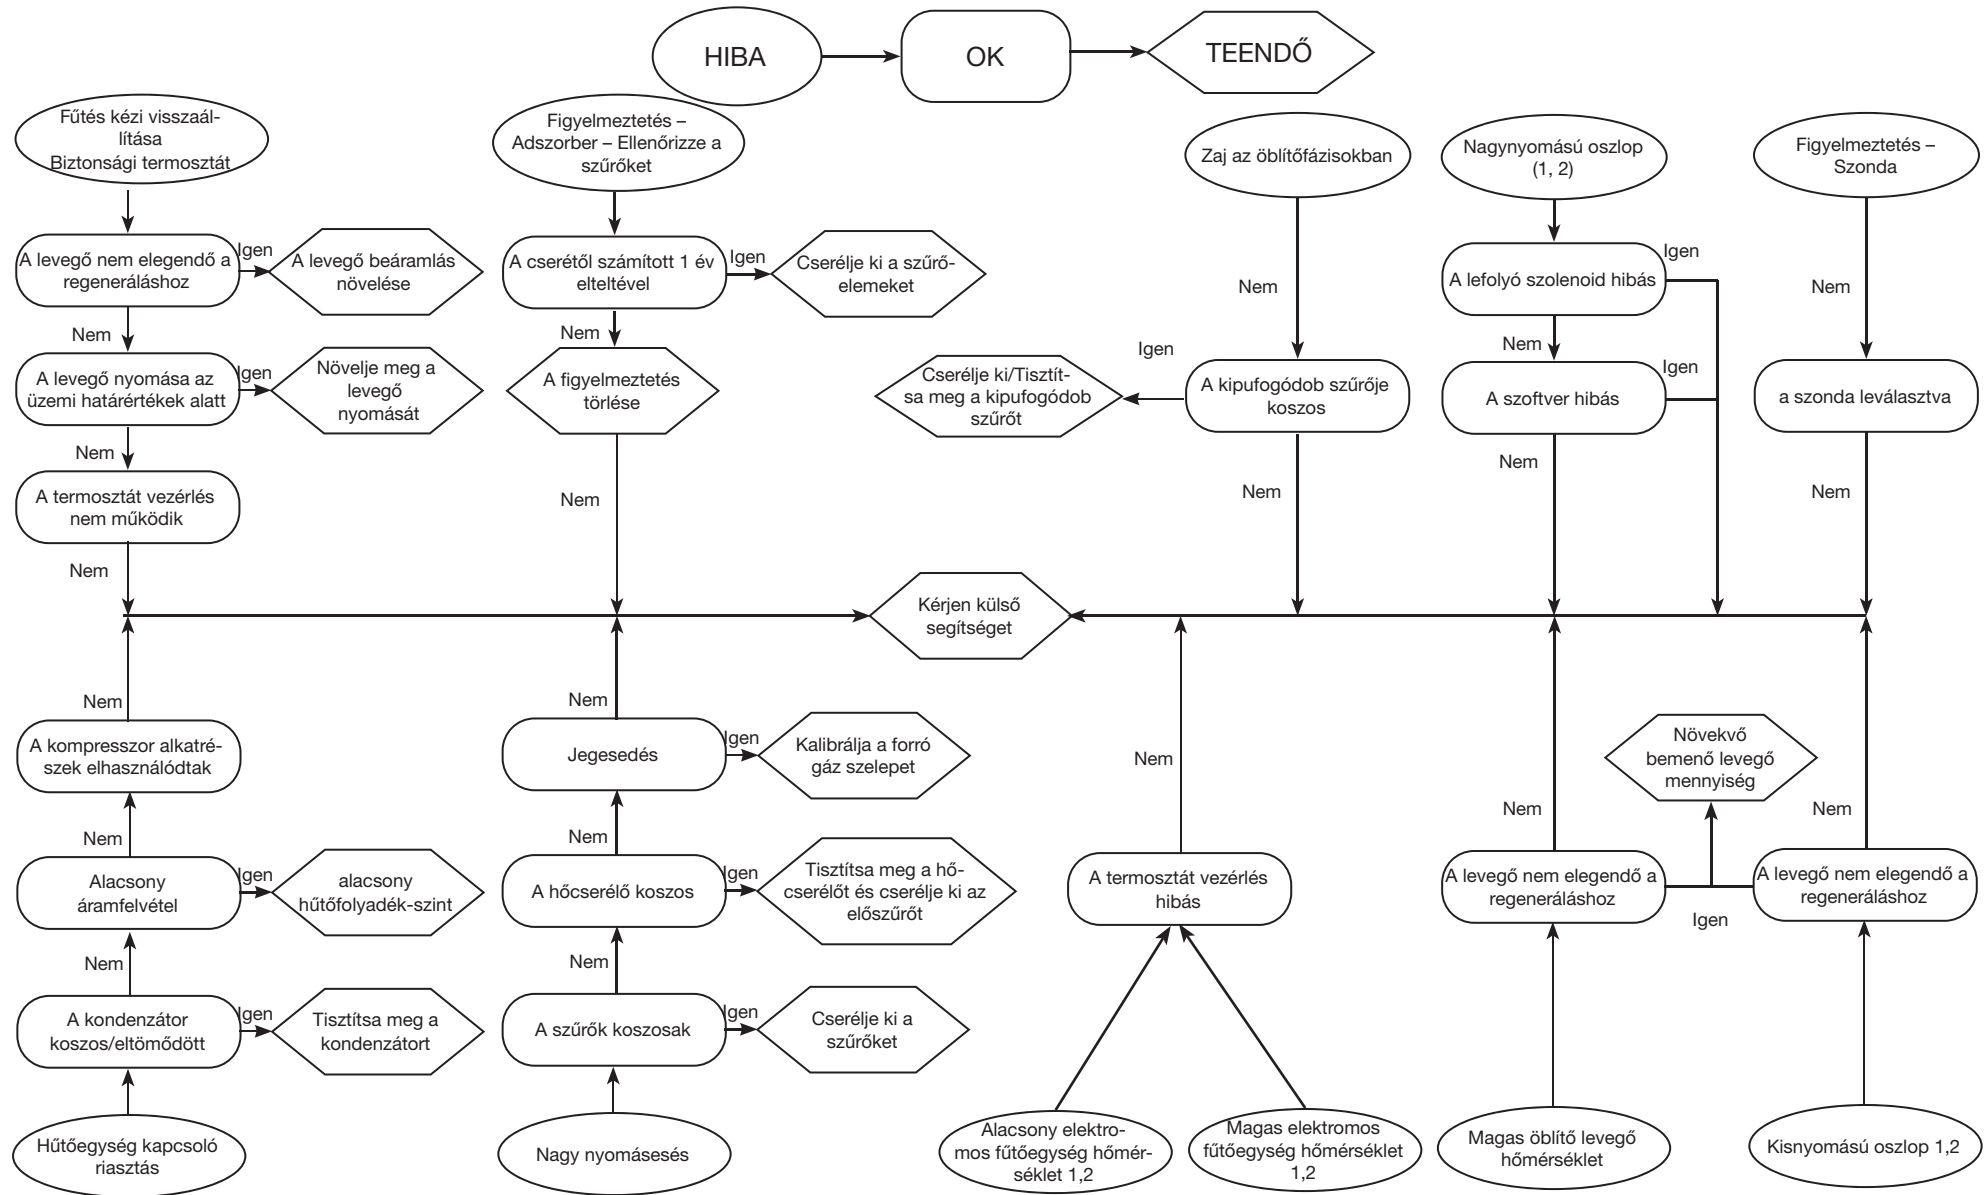 HIBA
OK
TEENDŐ
Fűtés kézi visszaál-
lítása
Biztonsági termosztát
A levegő nem elegendő a
regeneráláshoz
Igen
A levegő beáramlás
növelése
Nem
A levegő nyomása az
üzemi határértékek alatt
Igen
Növelje meg a
levegő
nyomását
Nem
A termosztát vezérlés
nem működik
Nem
Figyelmeztetés –
Adszorber – Ellenőrizze a
szűrőket
A cserétől számított 1 év
elteltével
Igen
Cserélje ki a szűrő-
elemeket
Nem
A figyelmeztetés
törlése
Nem
Zaj az öblítőfázisokban
Nem
A kipufogódob szűrője
koszos
Igen
Cserélje ki/Tisztít-
sa meg a kipufogódob
szűrőt
Nem
Nagynyomású oszlop
(1, 2)
A lefolyó szolenoid hibás
Igen
Nem
A szoftver hibás
Igen
Nem
Figyelmeztetés –
Szonda
Nem
a szonda leválasztva
Nem
Kérjen külső
segítséget
Nem
A kompresszor alkatré-
szek elhasználódtak
Nem
Alacsony
áramfelvétel
Igen
alacsony
hűtőfolyadék-szint
Nem
A kondenzátor
koszos/eltömődött
Igen
Tisztítsa meg a
kondenzátort
Hűtőegység kapcsoló
riasztás
Nem
Jegesedés
Igen
Kalibrálja a forró
gáz szelepet
Nem
A hőcserélő koszos
Igen
Tisztítsa meg a hő-
cserélőt és cserélje ki az
előszűrőt
Nem
A szűrők koszosak
Igen
Cserélje ki a
szűrőket
Nagy nyomásesés
Nem
A termosztát vezérlés
hibás
Alacsony elektro-
mos fűtőegység hőmér-
séklet 1,2
Magas elektromos
fűtőegység hőmérséklet
1,2
Nem
A levegő nem elegendő a
regeneráláshoz
Magas öblítő levegő
hőmérséklet
Növekvő
bemenő levegő
mennyiség
Igen
Nem
A levegő nem elegendő a
regeneráláshoz
Kisnyomású oszlop 1,2